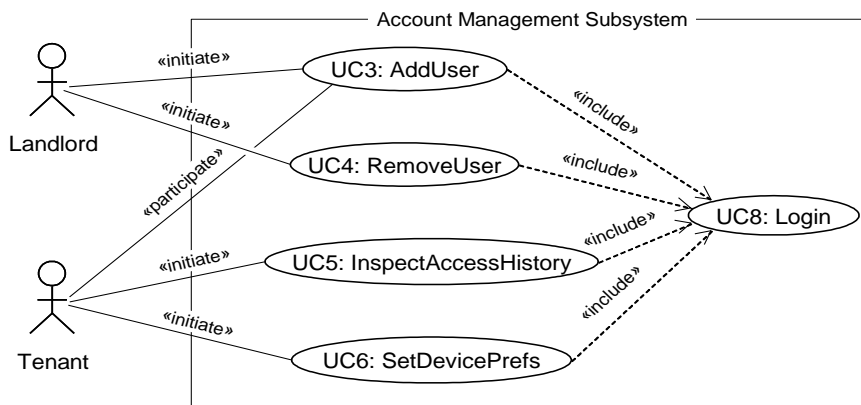 Account Management Subsystem
«initiate»
UC3: AddUser
«include»
Landlord
«initiate»
UC4: RemoveUser
«include»
«participate»
UC8: Login
«initiate»
UC5: InspectAccessHistory
«include»
«initiate»
UC6: SetDevicePrefs
«include»
Tenant